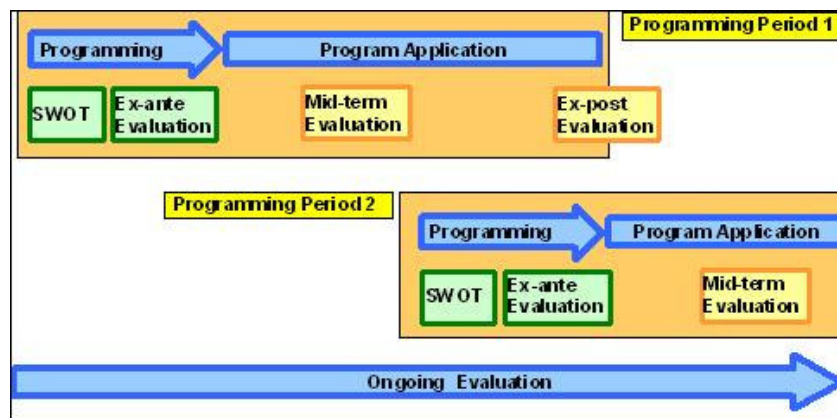 Programming Period 1
Programming
Program Application
SWOT
Ex-ante
Evaluation
Mid-term
Evaluation
Ex-post
Evaluation
Programming Period 2
Programming
Program Application
SWOT
Ex-ante
Evaluation
Mid-term
Evaluation
Ongoing Evaluation